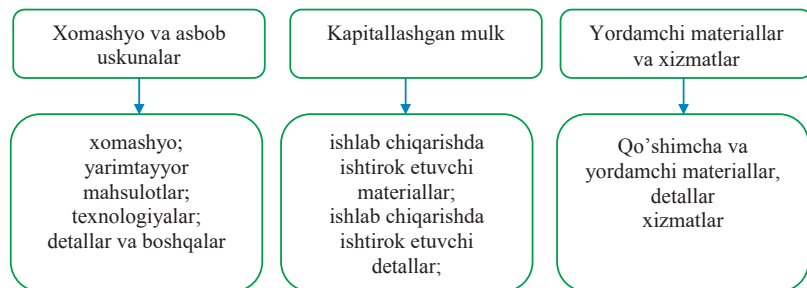 Xomashyo va asbob
uskunalar
Kapitallashgan mulk
Yordamchi materiallar
va xizmatlar
xomashyo;
yarimtayyor
mahsulotlar;
texnologiyalar;
detallar va boshqalar
ishlab chiqarishda
ishtirok etuvchi
materiallar;
ishlab chiqarishda
ishtirok etuvchi
detallar;
Qo’shimcha va
yordamchi materiallar,
detallar
xizmatlar